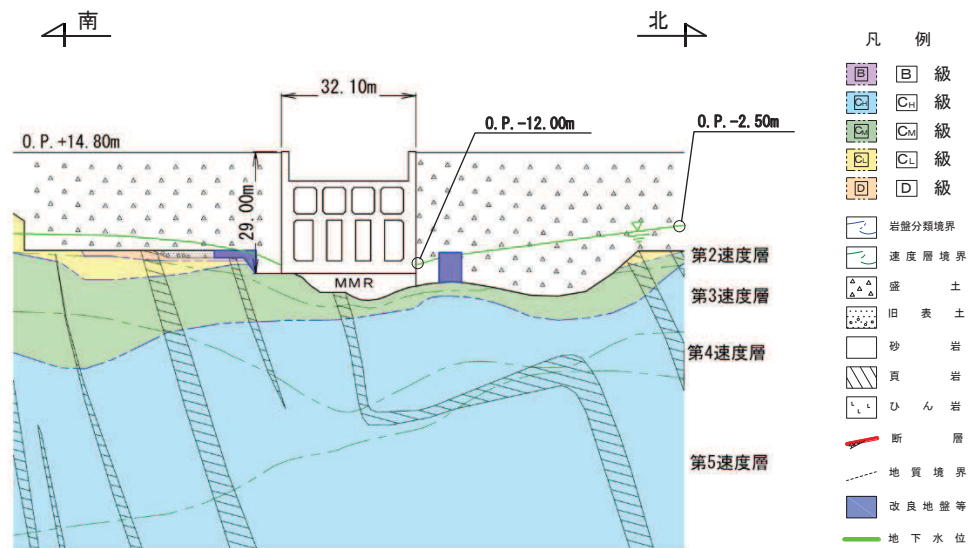 南
北
32.10m
O.P.-12.00m
O.P.-2.50m
O.P.+14.80m
29.00m
MMR
第2速度層
第3速度層
第4速度層
第5速度層
凡 例
B B 級
CH CH 級
CM CM 級
CL CL 級
D D 級
岩盤分類境界
速度層境界
盛土
旧表土
砂岩
頁岩
ひん岩
断層
地質境界
改良地盤等
地下水位